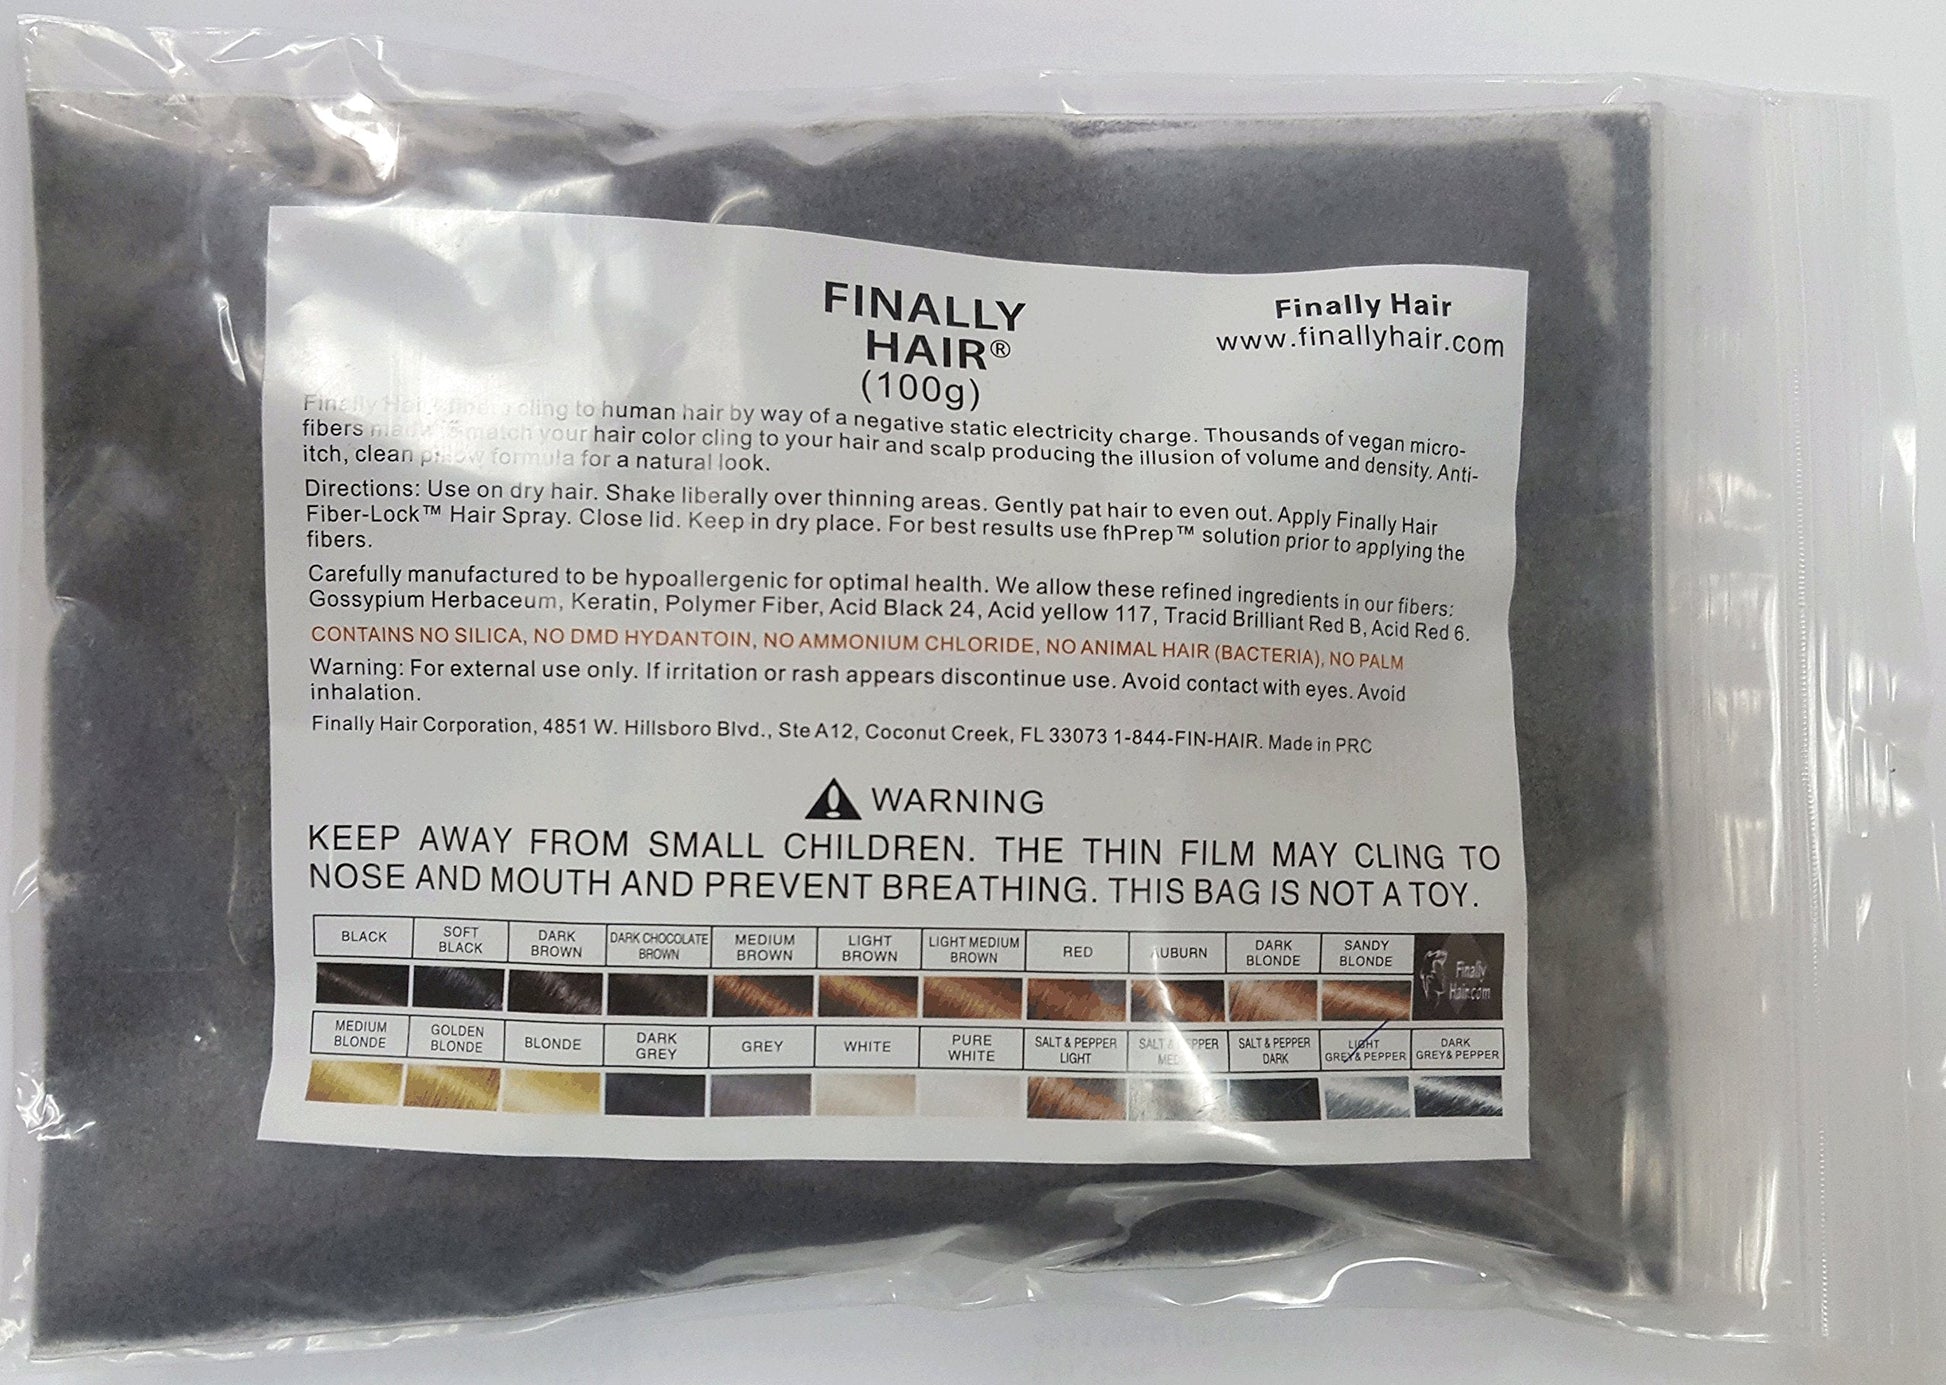 FINALLY
HAIR®
(100g)
Finally Hair
www.finallyhair.com
Finally Hair fibers cling to human hair by way of a negative static electricity charge. Thousands of vegan micro-
fibers made to match your hair color cling to your hair and scalp producing the illusion of volume and density. Anti-
itch, clean pillow formula for a natural look.
Directions: Use on dry hair. Shake liberally over thinning areas. Gently pat hair to even out. Apply Finally Hair
Fiber-Lock™ Hair Spray. Close lid. Keep in dry place. For best results use fhPrep™ solution prior to applying the
fibers.
Carefully manufactured to be hypoallergenic for optimal health. We allow these refined ingredients in our fibers:
Gossypium Herbaceum, Keratin, Polymer Fiber, Acid Black 24, Acid yellow 117, Tracid Brilliant Red B, Acid Red 6.
CONTAINS NO SILICA, NO DMD HYDANTOIN, NO AMMONIUM CHLORIDE, NO ANIMAL HAIR (BACTERIA), NO PALM
Warning: For external use only. If irritation or rash appears discontinue use. Avoid contact with eyes. Avoid
inhalation.
Finally Hair Corporation, 4851 W. Hillsboro Blvd., Ste A12, Coconut Creek, FL 33073 1-844-FIN-HAIR. Made in PRC
WARNING
KEEP AWAY FROM SMALL CHILDREN. THE THIN FILM MAY CLING TO
NOSE AND MOUTH AND PREVENT BREATHING. THIS BAG IS NOT A TOY.
BLACK
SOFT
BLACK
DARK
BROWN
DARK CHOCOLATE
BROWN
MEDIUM
BROWN
LIGHT
BROWN
LIGHT MEDIUM
BROWN
RED
AUBURN
DARK
BLONDE
SANDY
BLONDE
Finally
Hair.com
MEDIUM
BLONDE
GOLDEN
BLONDE
BLONDE
DARK
GREY
GREY
WHITE
PURE
WHITE
SALT & PEPPER
LIGHT
SALT & PEPPER
SALT & PEPPER
DARK
LIGHT
GREY & PEPPER
DARK
GREY & PEPPER